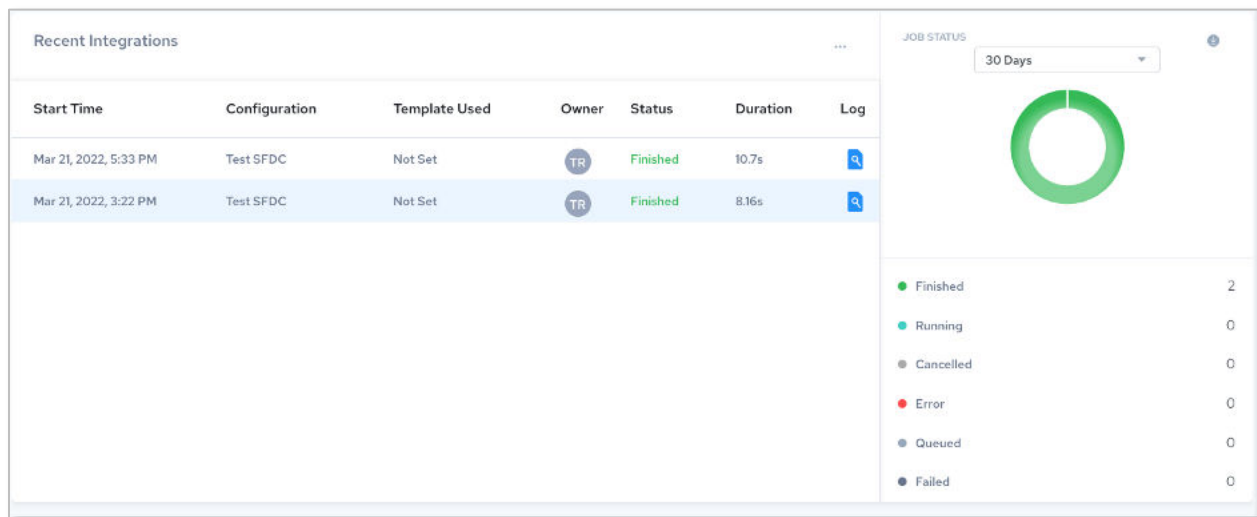 Recent Integrations
...
Start Time Configuration Template Used Owner Status Duration Log
Mar 21, 2022, 5:33 PM Test SFDC Not Set TR Finished 10.7s
Mar 21, 2022, 3:22 PM Test SFDC Not Set TR Finished 8.16s
JOB STATUS
30 Days
Finished 2
Running 0
Cancelled 0
Error 0
Queued 0
Failed 0